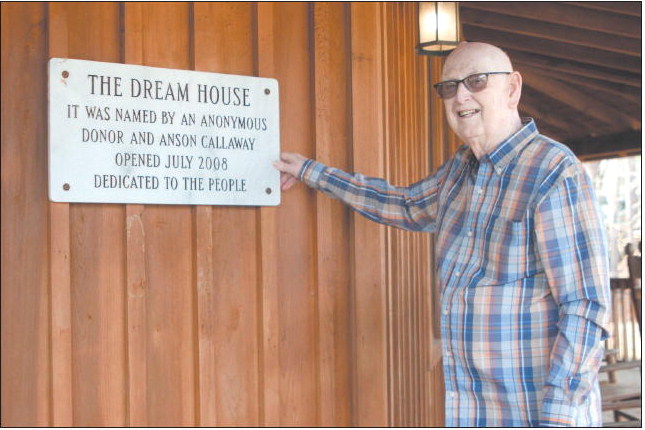 THE DREAM HOUSE
IT WAS NAMED BY AN ANONYMOUS
DONOR AND ANSON CALLAWAY
OPENED JULY 2008
DEDICATED TO THE PEOPLE